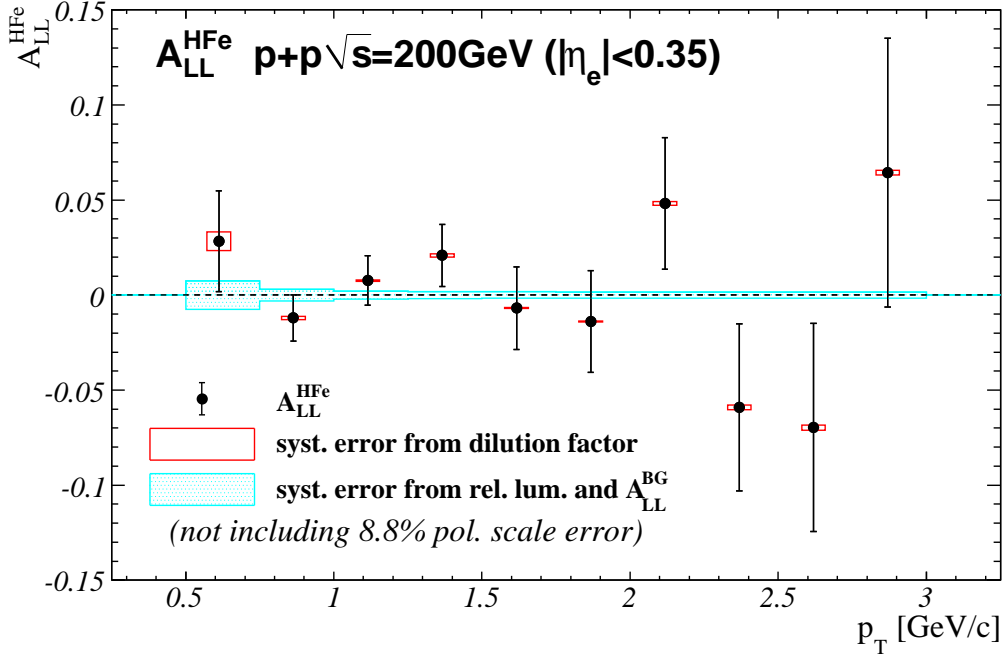 A_LL^HFe
A_LL^HFe p+p√s=200GeV (|η_e|<0.35)
0.15
0.1
0.05
0
-0.05
-0.1
-0.15
A_LL^HFe
syst. error from dilution factor
syst. error from rel. lum. and A_LL^BG
(not including 8.8% pol. scale error)
0.5 1 1.5 2 2.5 3
p_T [GeV/c]